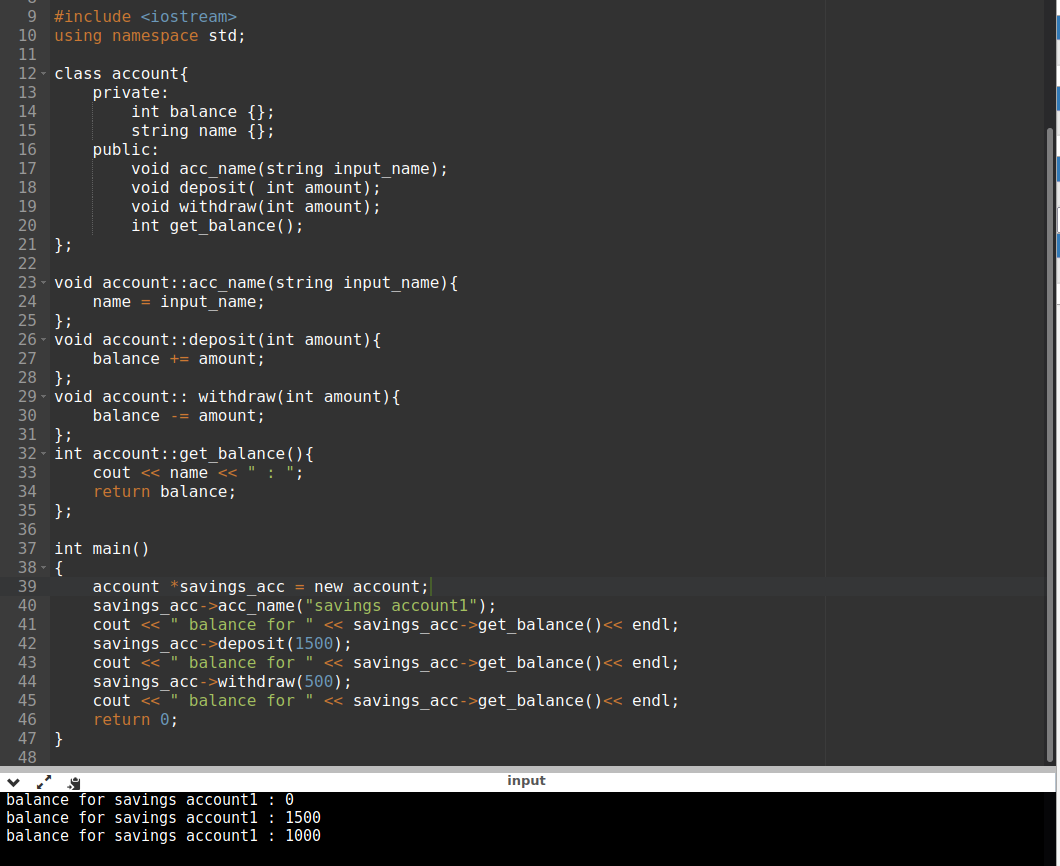 9 #include <iostream>
10 using namespace std;
11
12 class account{
13     private:
14         int balance {};
15         string name {};
16     public:
17         void acc_name(string input_name);
18         void deposit( int amount);
19         void withdraw(int amount);
20         int get_balance();
21 };
22
23 void account::acc_name(string input_name){
24     name = input_name;
25 };
26 void account::deposit(int amount){
27     balance += amount;
28 };
29 void account:: withdraw(int amount){
30     balance -= amount;
31 };
32 int account::get_balance(){
33     cout << name << " : ";
34     return balance;
35 };
36
37 int main()
38 {
39     account *savings_acc = new account;
40     savings_acc->acc_name("savings account1");
41     cout << " balance for " << savings_acc->get_balance()<< endl;
42     savings_acc->deposit(1500);
43     cout << " balance for " << savings_acc->get_balance()<< endl;
44     savings_acc->withdraw(500);
45     cout << " balance for " << savings_acc->get_balance()<< endl;
46     return 0;
47 }
48
input
balance for savings account1 : 0
balance for savings account1 : 1500
balance for savings account1 : 1000